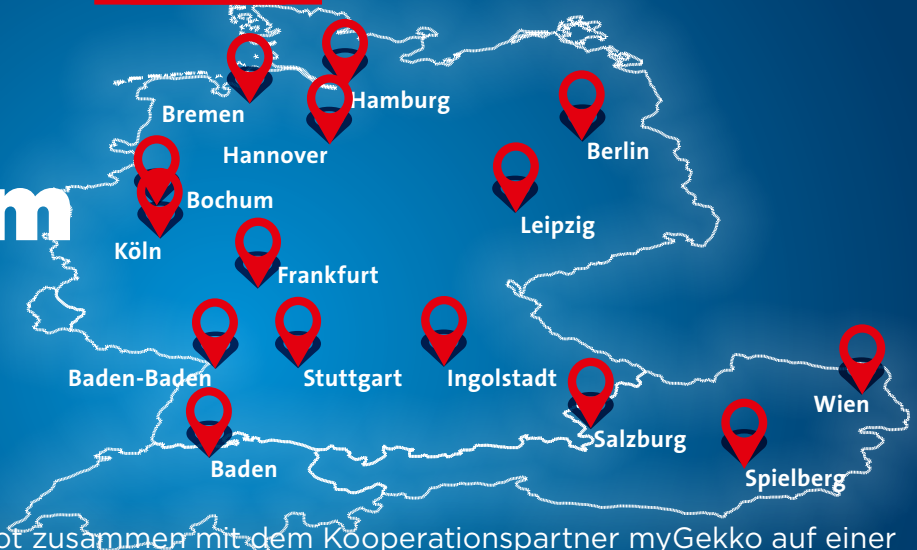 Hamburg
Bremen
Hannover
Berlin
Bochum
m
Leipzig
Köln
Frankfurt
Baden-Baden
Stuttgart
Ingolstadt
Wien
Salzburg
Baden
Spielberg
zusammen mit dem Kooperationspartner myGekko auf einer